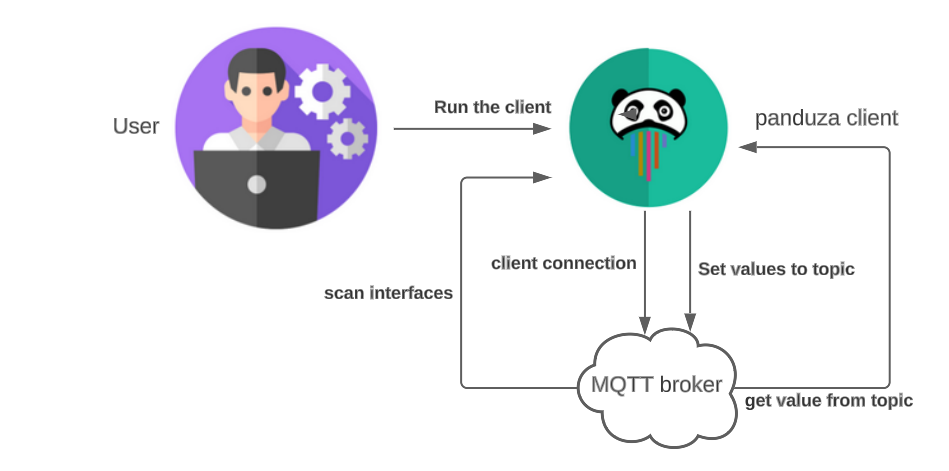 Run the client
User
panduza client
client connection
Set values to topic
scan interfaces
MQTT broker
get value from topic